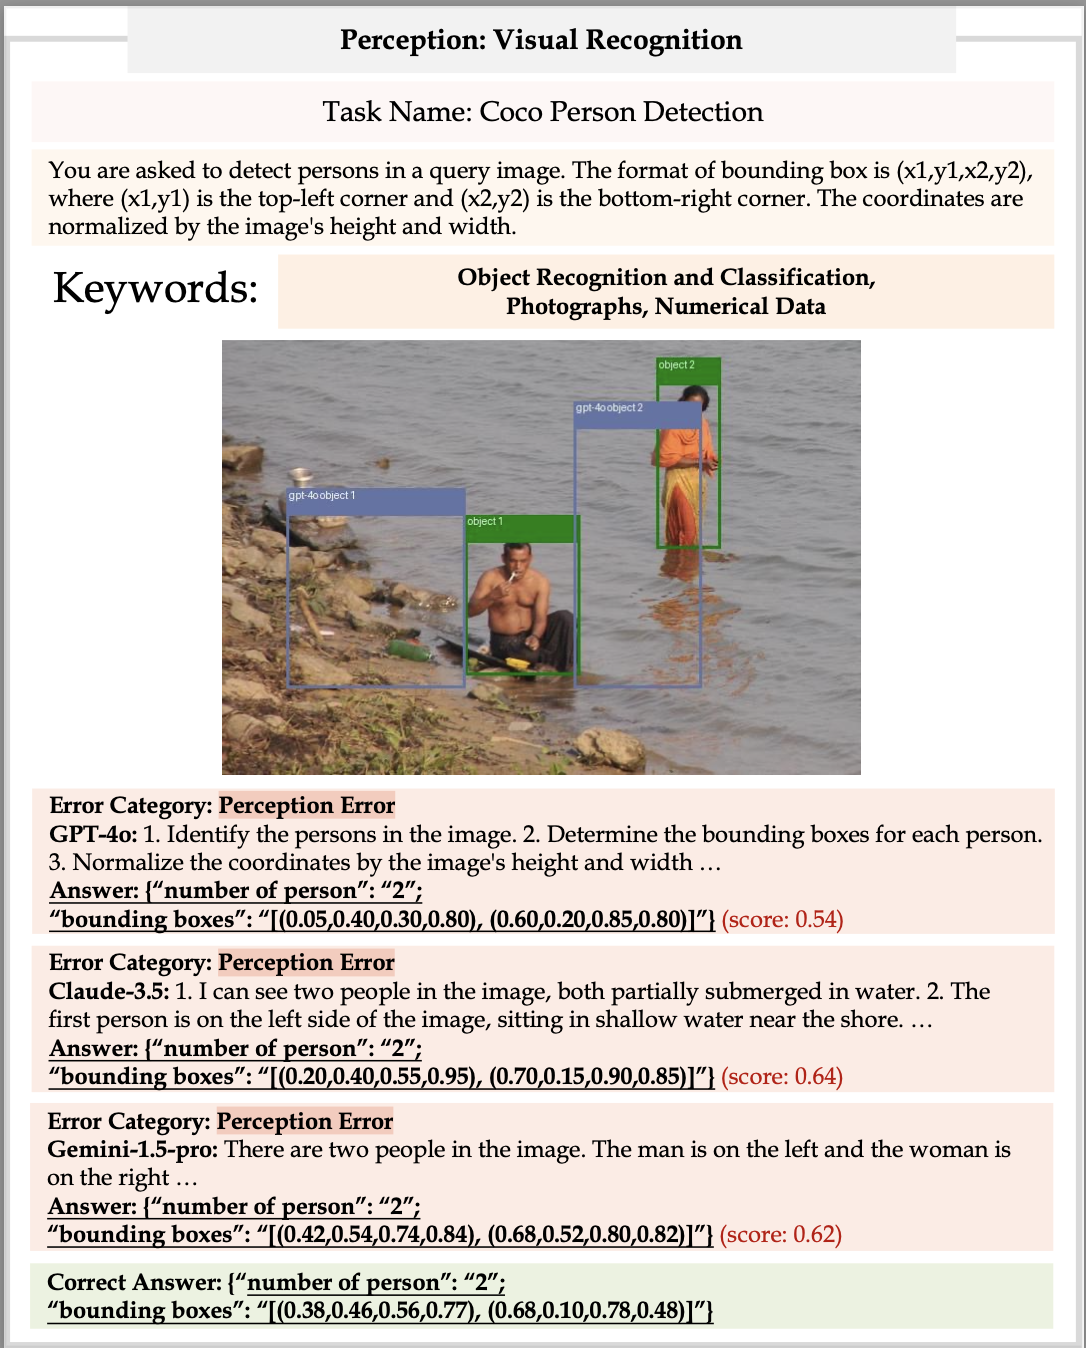 Perception: Visual Recognition
Task Name: Coco Person Detection
You are asked to detect persons in a query image. The format of bounding box is (x1,y1,x2,y2),
where (x1,y1) is the top-left corner and (x2,y2) is the bottom-right corner. The coordinates are
normalized by the image's height and width.
Keywords:
Object Recognition and Classification,
Photographs, Numerical Data
object 2
gpt-4o object 2
gpt-4o object 1
object 1
Error Category: Perception Error
GPT-4o: 1. Identify the persons in the image. 2. Determine the bounding boxes for each person.
3. Normalize the coordinates by the image's height and width …
Answer: {“number of person”: “2”;
“bounding boxes”: “[(0.05,0.40,0.30,0.80), (0.60,0.20,0.85,0.80)]”} (score: 0.54)
Error Category: Perception Error
Claude-3.5: 1. I can see two people in the image, both partially submerged in water. 2. The
first person is on the left side of the image, sitting in shallow water near the shore. …
Answer: {“number of person”: “2”;
“bounding boxes”: “[(0.20,0.40,0.55,0.95), (0.70,0.15,0.90,0.85)]”} (score: 0.64)
Error Category: Perception Error
Gemini-1.5-pro: There are two people in the image. The man is on the left and the woman is
on the right …
Answer: {“number of person”: “2”;
“bounding boxes”: “[(0.42,0.54,0.74,0.84), (0.68,0.52,0.80,0.82)]”} (score: 0.62)
Correct Answer: {“number of person”: “2”;
“bounding boxes”: “[(0.38,0.46,0.56,0.77), (0.68,0.10,0.78,0.48)]”}